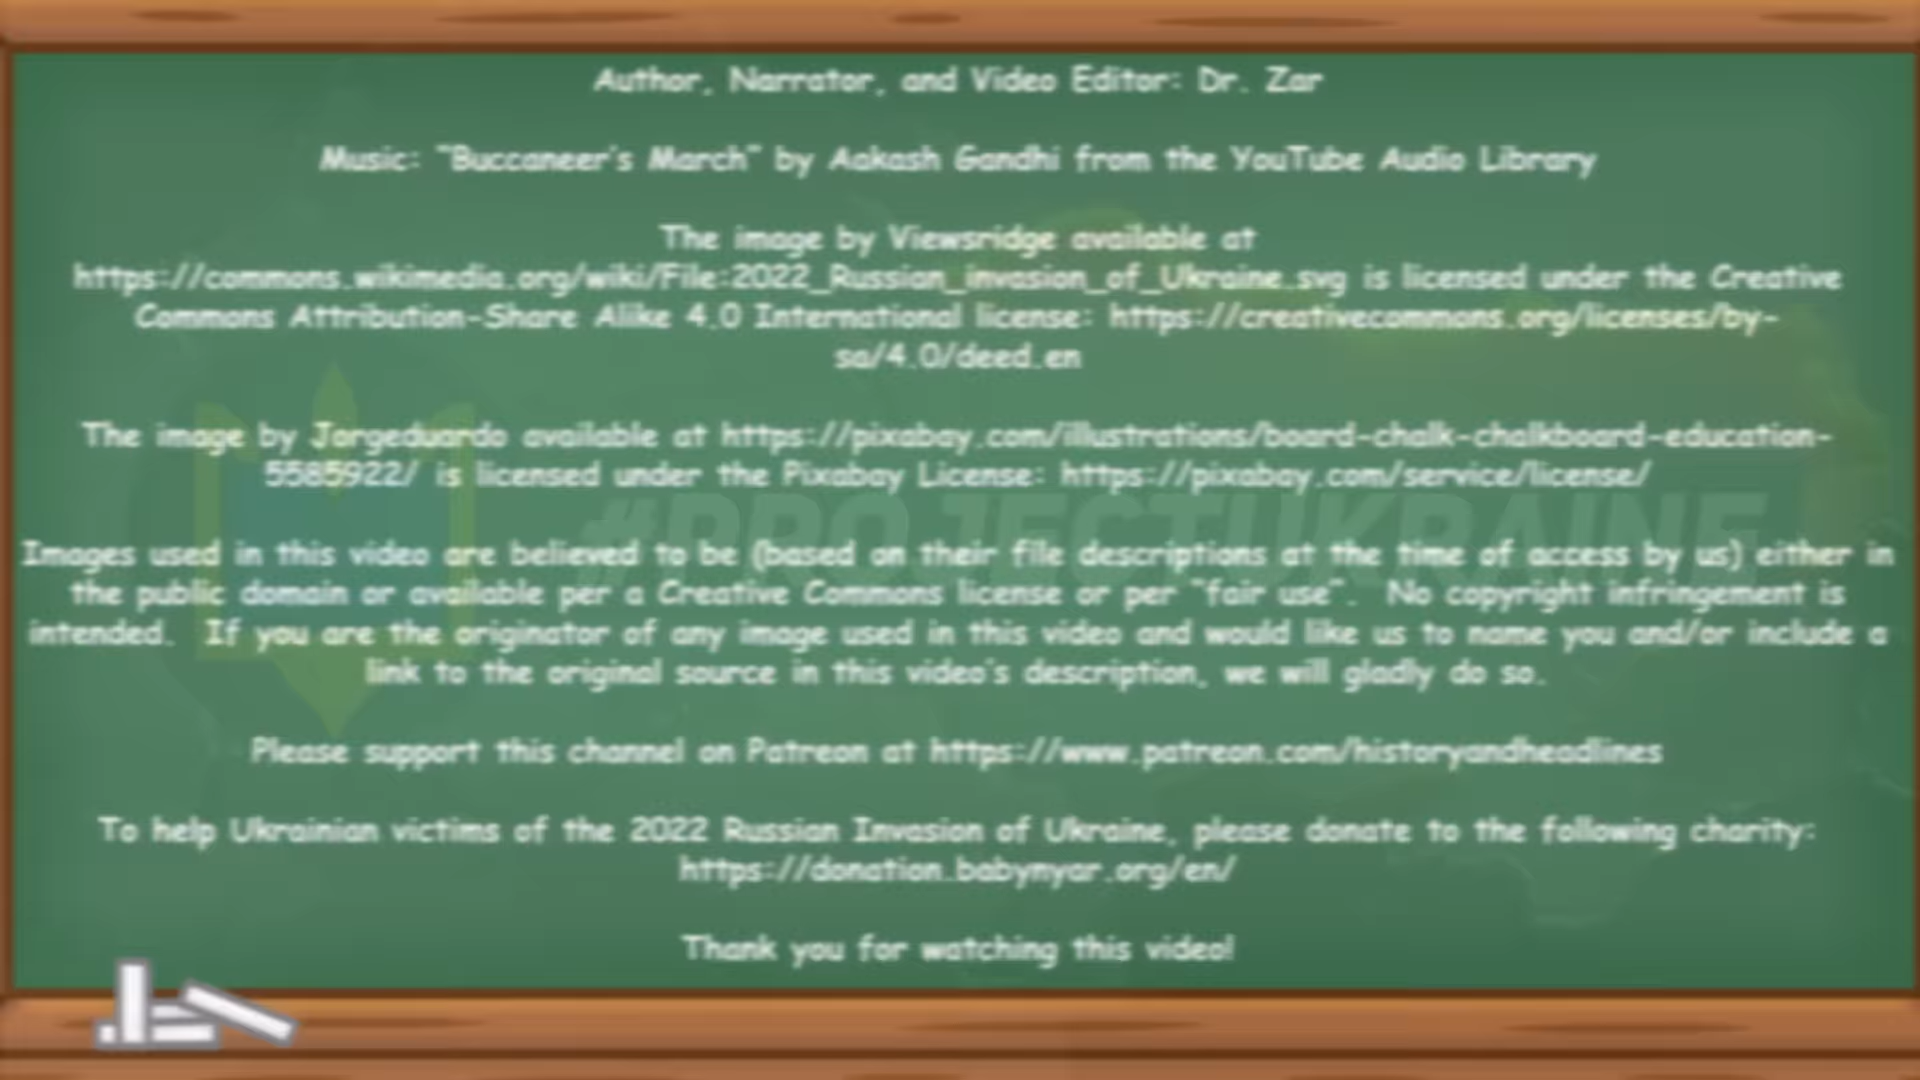 Author, Narrator, and Video Editor: Dr. Zar
Music: "Buccaneer's March" by Aakash Gandhi from the YouTube Audio Library
The image by Viewsridge available at
https://commons.wikimedia.org/wiki/File:2022_Russian_invasion_of_Ukraine.svg is licensed under the Creative
Commons Attribution-Share Alike 4.0 International license: https://creativecommons.org/licenses/by-
sa/4.0/deed.en
The image by Jorgeduardo available at https://pixabay.com/illustrations/board-chalk-chalkboard-education-
5585922/ is licensed under the Pixabay License: https://pixabay.com/service/license/
#PROJECTUKRAINE
Images used in this video are believed to be (based on their file descriptions at the time of access by us) either in
the public domain or available per a Creative Commons license or per "fair use".  No copyright infringement is
intended.  If you are the originator of any image used in this video and would like us to name you and/or include a
link to the original source in this video's description, we will gladly do so.
Please support this channel on Patreon at https://www.patreon.com/historyandheadlines
To help Ukrainian victims of the 2022 Russian Invasion of Ukraine, please donate to the following charity:
https://donation.babynyar.org/en/
Thank you for watching this video!